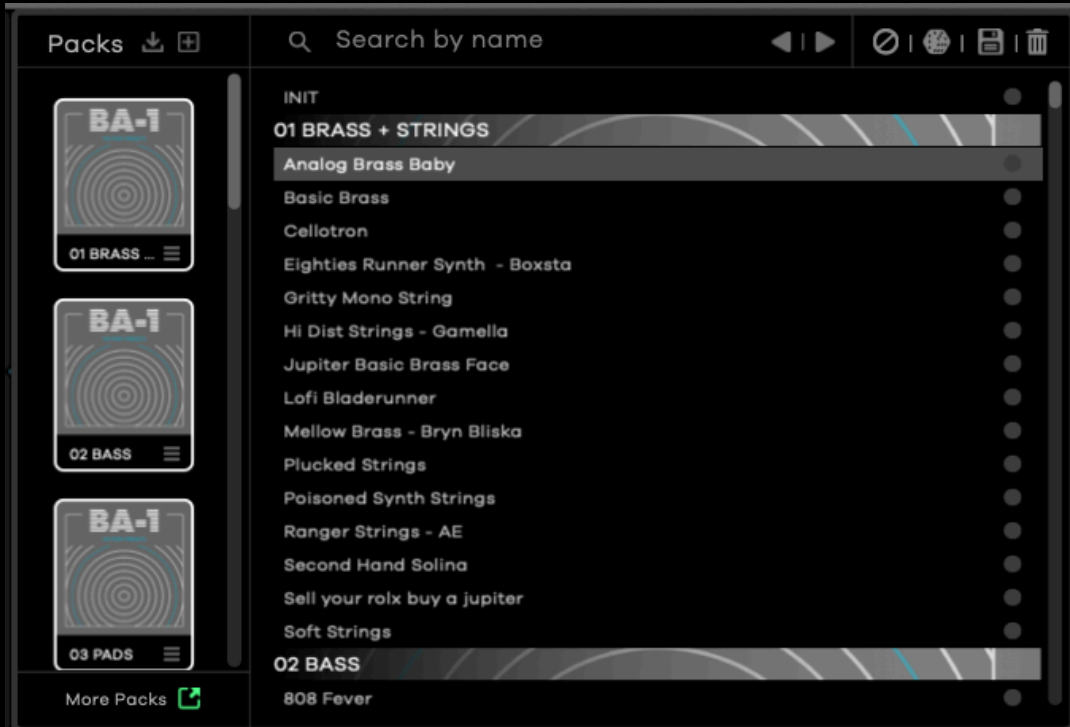 Packs
Search by name
BA-1
01 BRASS ...
BA-1
02 BASS
BA-1
03 PADS
More Packs
INIT
01 BRASS + STRINGS
Analog Brass Baby
Basic Brass
Cellotron
Eighties Runner Synth - Boxsta
Gritty Mono String
Hi Dist Strings - Gamella
Jupiter Basic Brass Face
Lofi Bladerunner
Mellow Brass - Bryn Bliska
Plucked Strings
Poisoned Synth Strings
Ranger Strings - AE
Second Hand Solina
Sell your rolx buy a jupiter
Soft Strings
02 BASS
808 Fever